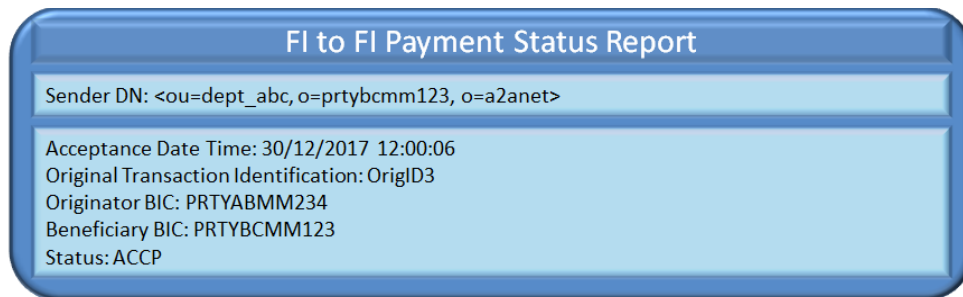 FI to FI Payment Status Report
Sender DN: <ou=dept_abc, o=prtybcmm123, o=a2anet>
Acceptance Date Time: 30/12/2017 12:00:06
Original Transaction Identification: OrigID3
Originator BIC: PRTYABMM234
Beneficiary BIC: PRTYBCMM123
Status: ACCP